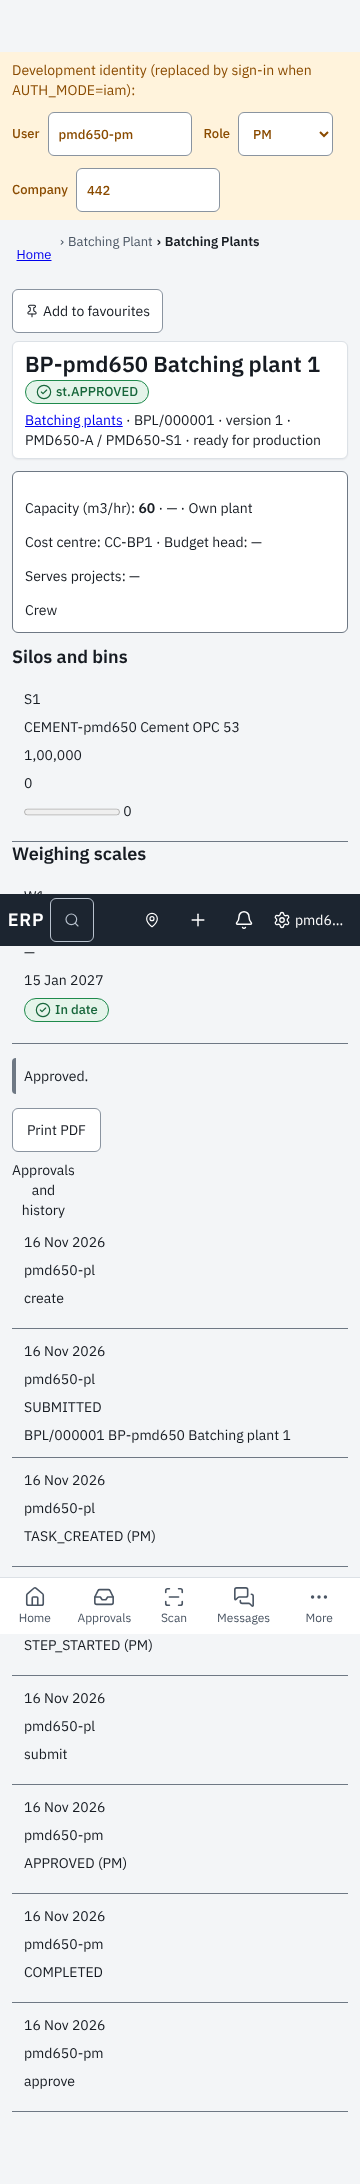 Development identity (replaced by sign-in when
AUTH_MODE=iam):
User pmd650-pm Role PM
Company 442
Home › Batching Plant › Batching Plants
Add to favourites
BP-pmd650 Batching plant 1
st.APPROVED
Batching plants · BPL/000001 · version 1 ·
PMD650-A / PMD650-S1 · ready for production
Capacity (m3/hr): 60 · — · Own plant
Cost centre: CC-BP1 · Budget head: —
Serves projects: —
Crew
Silos and bins
S1
CEMENT-pmd650 Cement OPC 53
1,00,000
0
0
Weighing scales
ERP pmd6...
—
15 Jan 2027
In date
Approved.
Print PDF
Approvals
and
history
16 Nov 2026
pmd650-pl
create
16 Nov 2026
pmd650-pl
SUBMITTED
BPL/000001 BP-pmd650 Batching plant 1
16 Nov 2026
pmd650-pl
TASK_CREATED (PM)
Home Approvals Scan Messages More
STEP_STARTED (PM)
16 Nov 2026
pmd650-pl
submit
16 Nov 2026
pmd650-pm
APPROVED (PM)
16 Nov 2026
pmd650-pm
COMPLETED
16 Nov 2026
pmd650-pm
approve